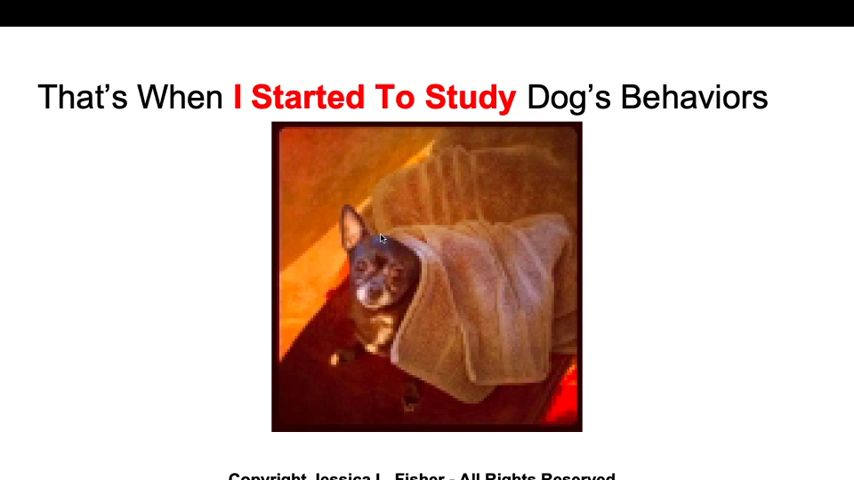 That’s When I Started To Study Dog’s Behaviors
Copyright Jessica L. Fisher - All Rights Reserved